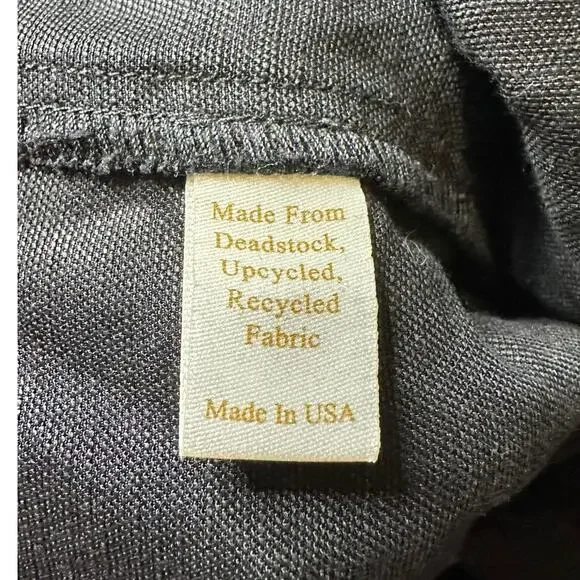 Made From
Deadstock,
Upcycled,
Recycled
Fabric
Made In USA